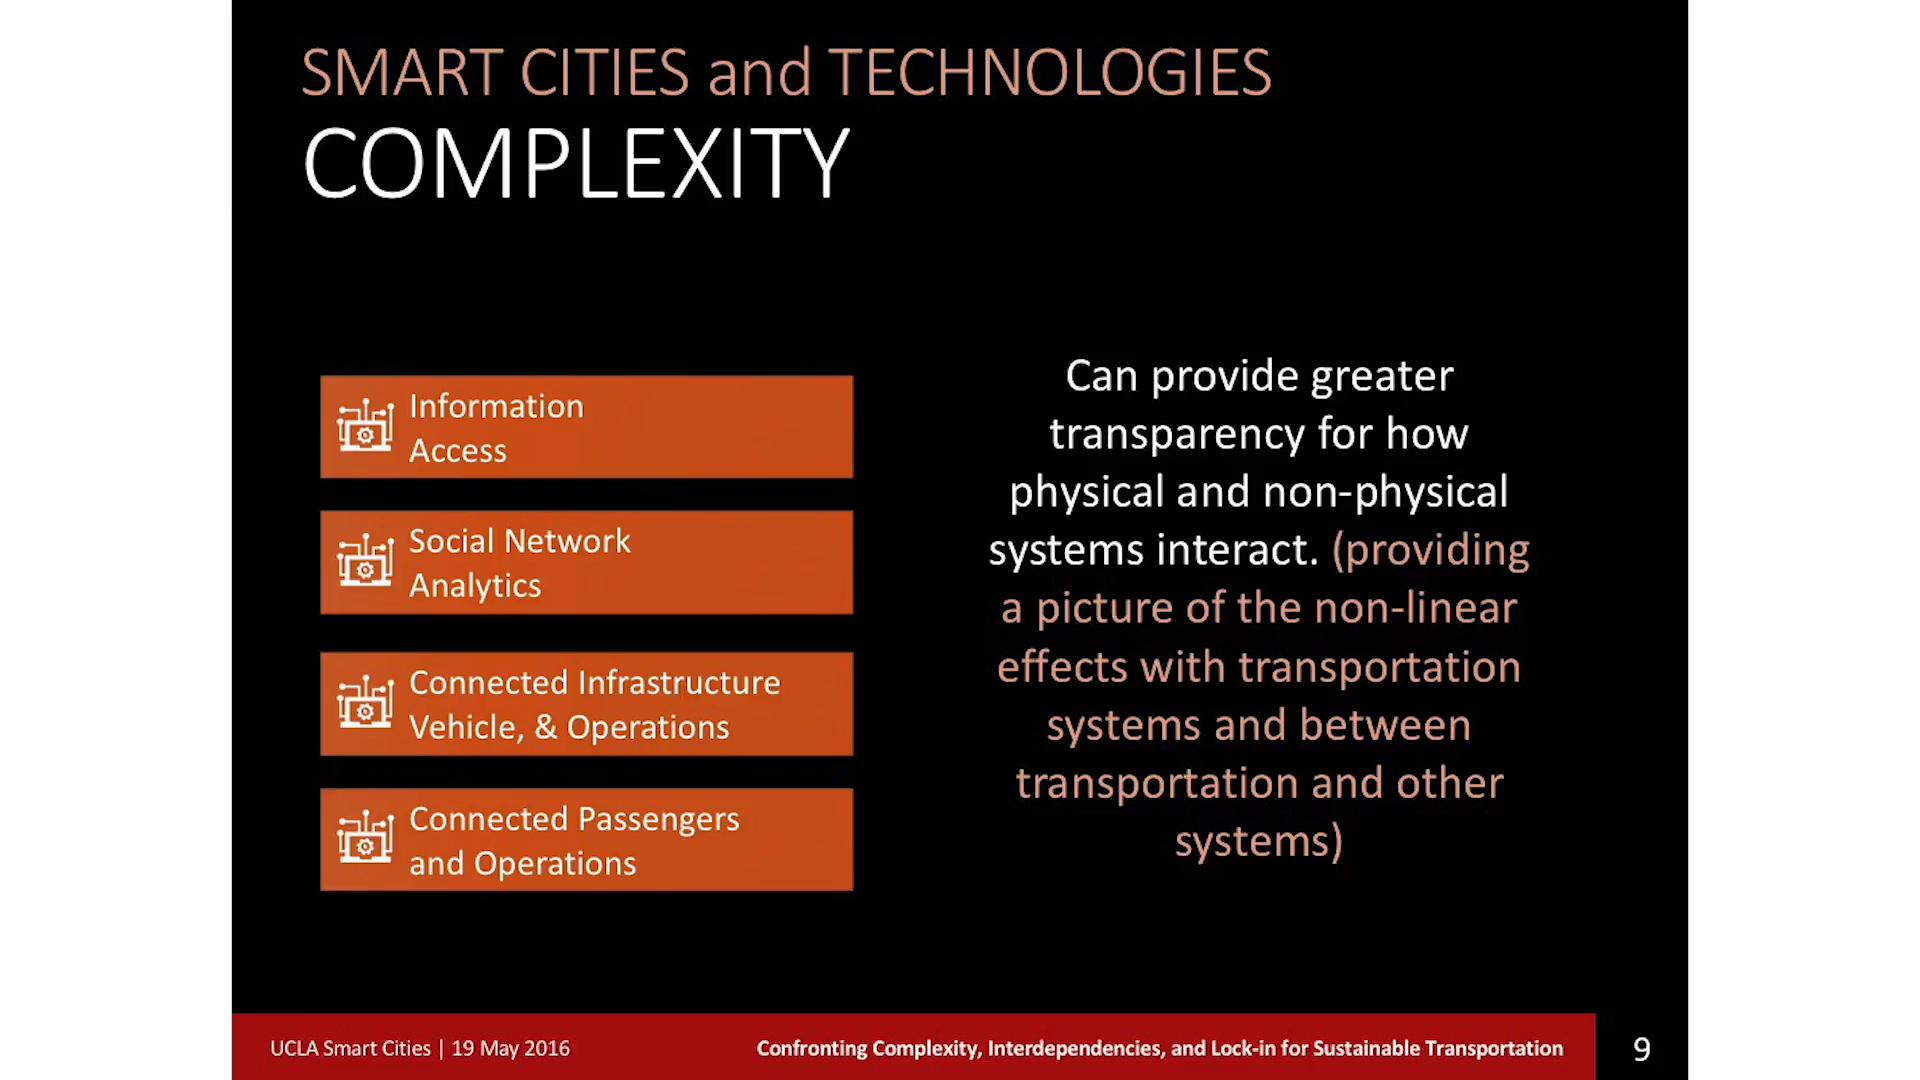 SMART CITIES and TECHNOLOGIES
COMPLEXITY
Information
Access
Social Network
Analytics
Connected Infrastructure
Vehicle, & Operations
Connected Passengers
and Operations
Can provide greater
transparency for how
physical and non-physical
systems interact. (providing
a picture of the non-linear
effects with transportation
systems and between
transportation and other
systems)
UCLA Smart Cities | 19 May 2016
Confronting Complexity, Interdependencies, and Lock-in for Sustainable Transportation
9